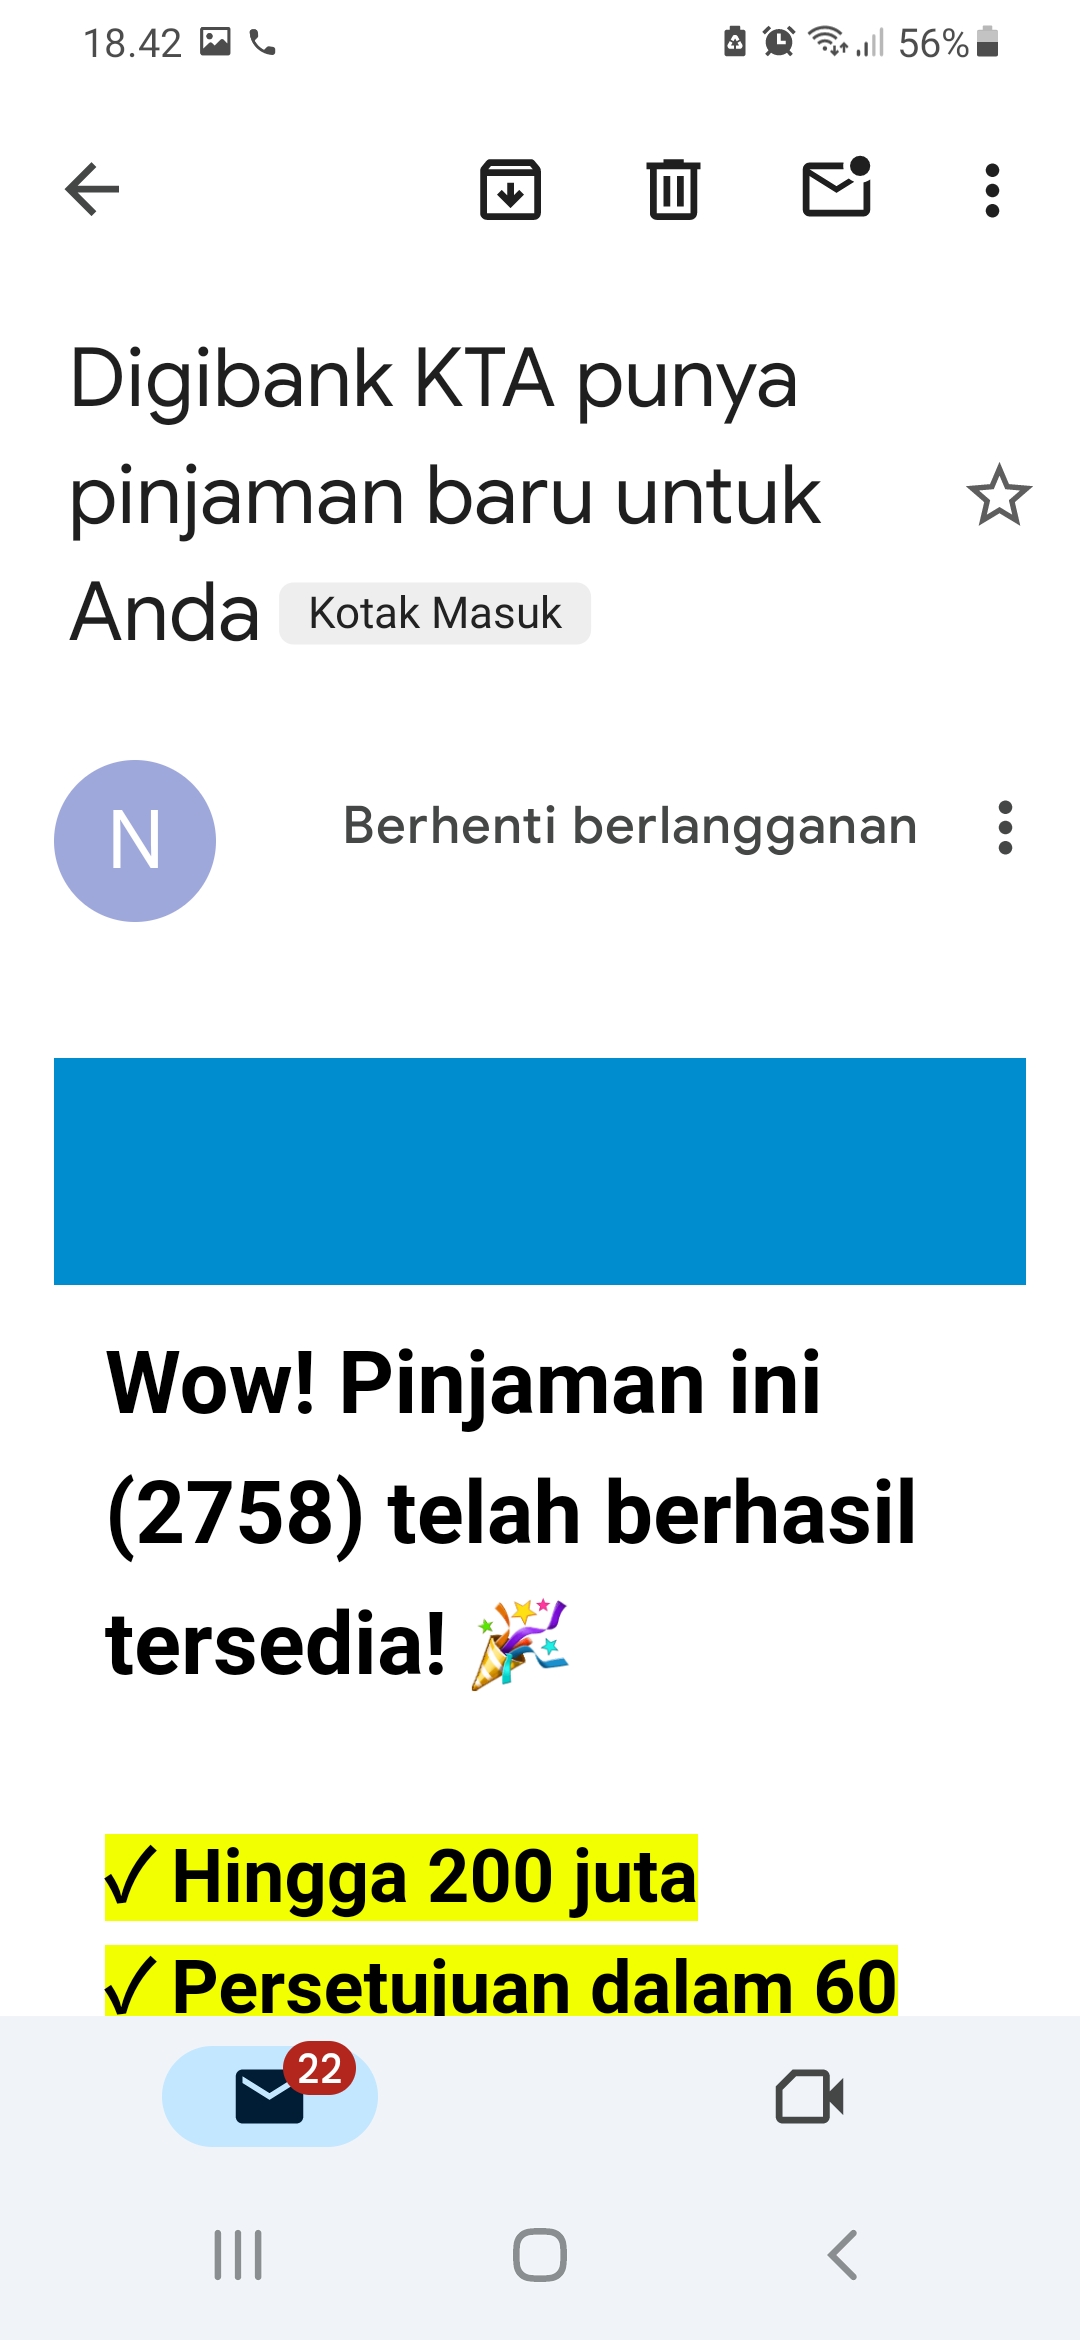 18.42
56%
Digibank KTA punya
pinjaman baru untuk
Anda Kotak Masuk
N
Berhenti berlangganan
Wow! Pinjaman ini
(2758) telah berhasil
tersedia! 🎉
✓ Hingga 200 juta
✓ Persetujuan dalam 60
22